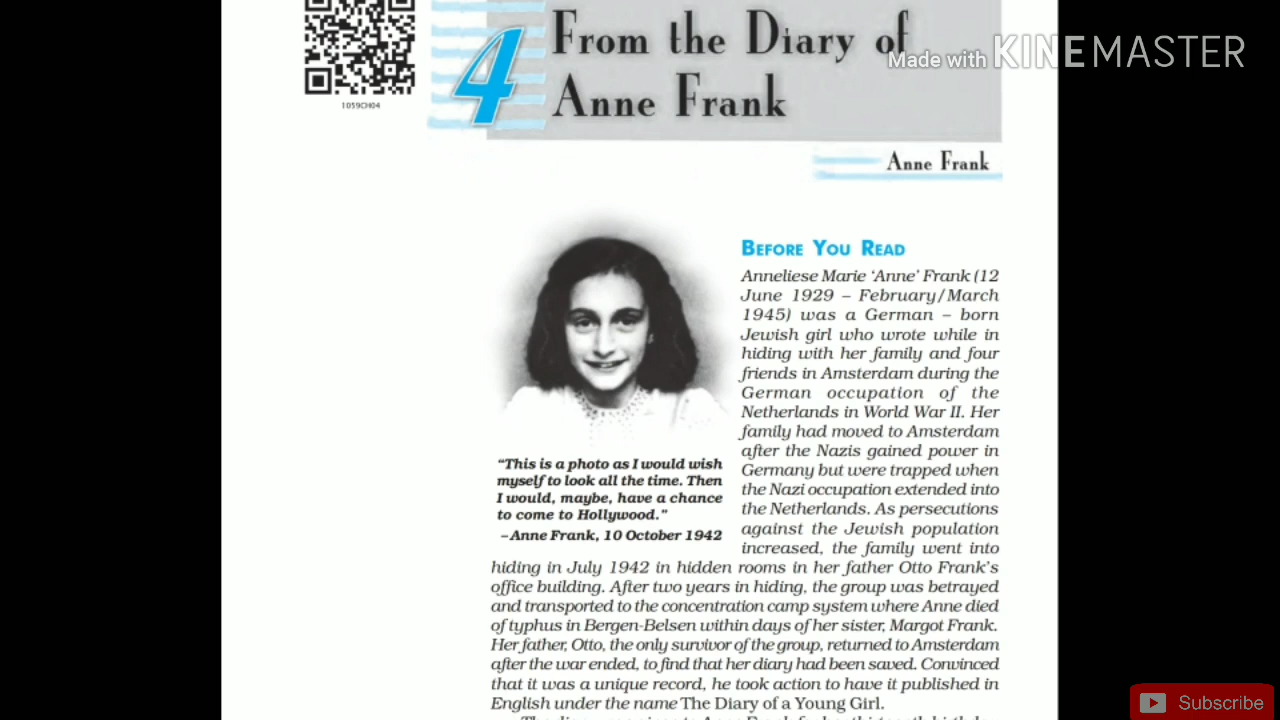 4
From the Diary of
Anne Frank
Made with KINEMASTER
1059CH04
Anne Frank
BEFORE YOU READ
Anneliese Marie ‘Anne’ Frank (12
June 1929 – February/March
1945) was a German – born
Jewish girl who wrote while in
hiding with her family and four
friends in Amsterdam during the
German occupation of the
Netherlands in World War II. Her
family had moved to Amsterdam
after the Nazis gained power in
Germany but were trapped when
the Nazi occupation extended into
the Netherlands. As persecutions
against the Jewish population
increased, the family went into
“This is a photo as I would wish
myself to look all the time. Then
I would, maybe, have a chance
to come to Hollywood.”
–Anne Frank, 10 October 1942
hiding in July 1942 in hidden rooms in her father Otto Frank’s
office building. After two years in hiding, the group was betrayed
and transported to the concentration camp system where Anne died
of typhus in Bergen-Belsen within days of her sister, Margot Frank.
Her father, Otto, the only survivor of the group, returned to Amsterdam
after the war ended, to find that her diary had been saved. Convinced
that it was a unique record, he took action to have it published in
English under the name The Diary of a Young Girl.
Subscribe